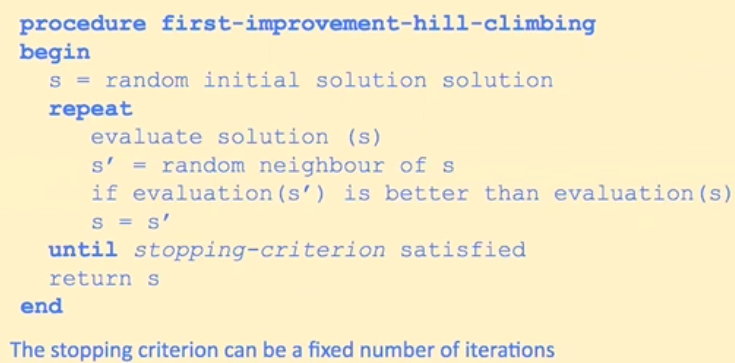 procedure first-improvement-hill-climbing
begin
s = random initial solution solution
repeat
evaluate solution (s)
s′ = random neighbour of s
if evaluation(s′) is better than evaluation(s)
s = s′
until stopping-criterion satisfied
return s
end
The stopping criterion can be a fixed number of iterations